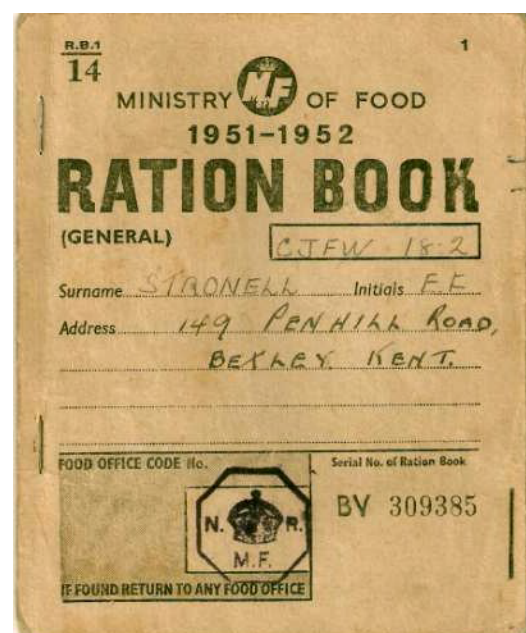 R.B.1 1
14
MINISTRY MF OF FOOD
1951-1952
RATION BOOK
(GENERAL)
CJFW 18·2
Surname STRONELL Initials F.F
Address 149 PENHILL ROAD,
BEXLEY KENT.
FOOD OFFICE CODE No. Serial No. of Ration Book
BV 309385
N. R.
M.F.
IF FOUND RETURN TO ANY FOOD OFFICE